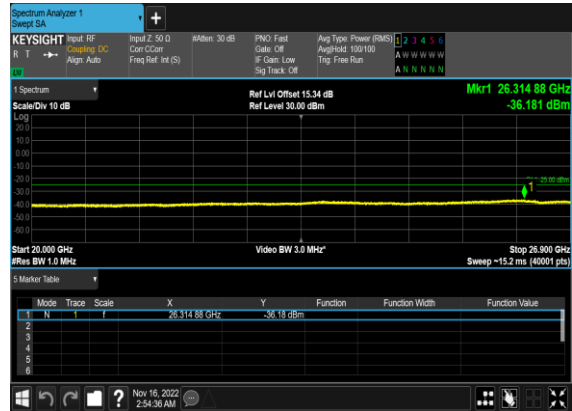 Spectrum Analyzer 1
Swept SA
+
KEYSIGHT Input: RF Input Z: 50 Ω #Atten: 30 dB PNO: Fast Avg Type: Power (RMS) 1 2 3 4 5 6
R T Coupling: DC Corr CCorr Gate: Off Avg|Hold: 100/100 A W W W W W
Align: Auto Freq Ref: Int (S) IF Gain: Low Trig: Free Run
Sig Track: Off A N N N N N
1 Spectrum
Ref Lvl Offset 15.34 dB Mkr1 26.314 88 GHz
Scale/Div 10 dB Ref Level 30.00 dBm -36.181 dBm
Log
20.0
10.0
0.00
-10.0
-20.0
-25.00 dBm
1
-30.0
-40.0
-50.0
-60.0
Start 20.000 GHz Video BW 3.0 MHz* Stop 26.900 GHz
#Res BW 1.0 MHz Sweep ~15.2 ms (40001 pts)
5 Marker Table
Mode Trace Scale X Y Function Function Width Function Value
1 N 1 f 26.314 88 GHz -36.18 dBm
2
3
4
5
6
? Nov 16, 2022
2:54:36 AM